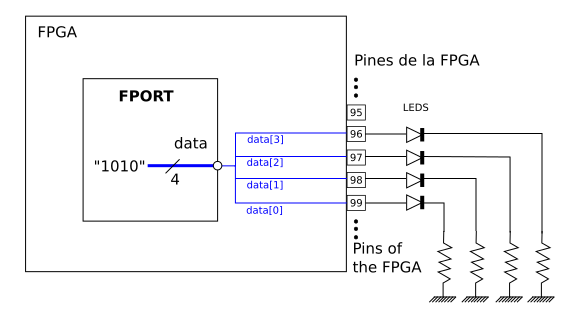 FPGA
Pines de la FPGA
FPORT
LEDS
95
data
data[3]
96
"1010"
4
data[2]
97
data[1]
98
data[0]
99
Pins of
the FPGA